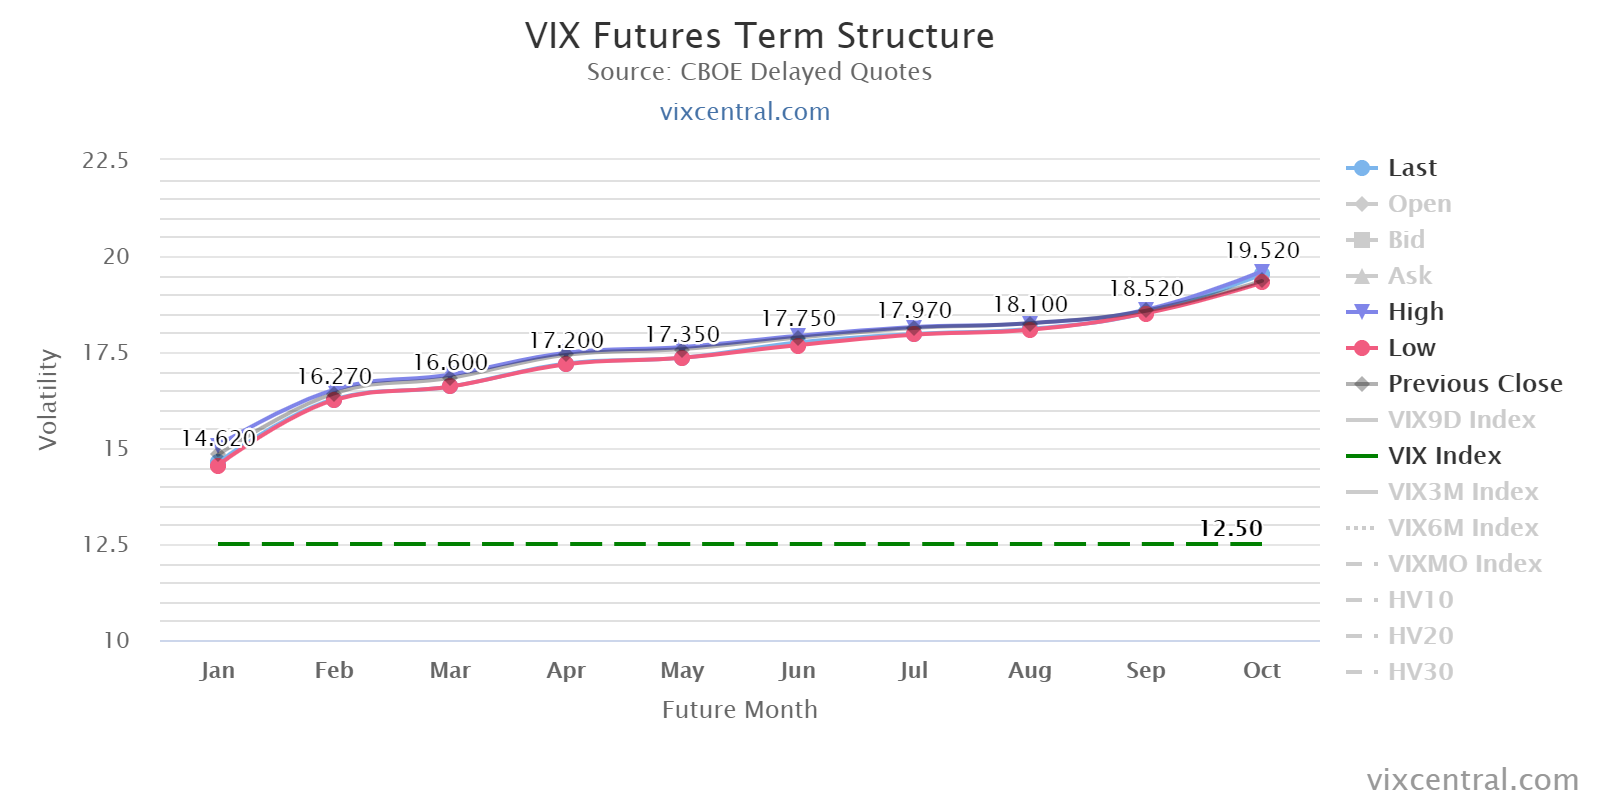 VIX Futures Term Structure
Source: CBOE Delayed Quotes
vixcentral.com
Volatility
22.5
20
17.5
15
12.5
10
14.620
16.270
16.600
17.200
17.350
17.750
17.970
18.100
18.520
19.520
12.50
Jan Feb Mar Apr May Jun Jul Aug Sep Oct
Future Month
Last
Open
Bid
Ask
High
Low
Previous Close
VIX9D Index
VIX Index
VIX3M Index
VIX6M Index
VIXMO Index
HV10
HV20
HV30
vixcentral.com